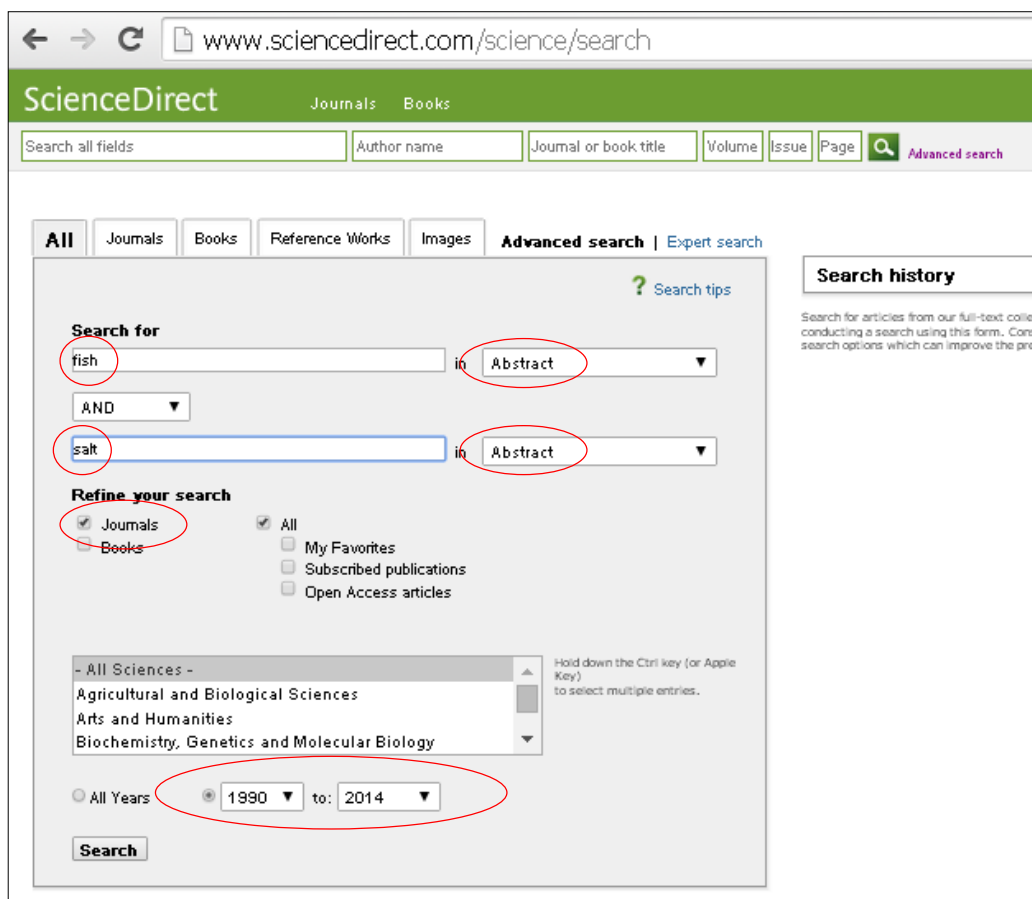 www.sciencedirect.com/science/search
ScienceDirect Journals Books
Search all fields Author name Journal or book title Volume Issue Page Advanced search
All Journals Books Reference Works Images Advanced search | Expert search
? Search tips
Search history
Search for articles from our full-text colle
conducting a search using this form. Cons
search options which can improve the pre
Search for
fish in Abstract
AND
salt in Abstract
Refine your search
Journals All
Books My Favorites
Subscribed publications
Open Access articles
- All Sciences -
Agricultural and Biological Sciences
Arts and Humanities
Biochemistry, Genetics and Molecular Biology
Hold down the Ctrl key (or Apple
Key)
to select multiple entries.
All Years 1990 to: 2014
Search